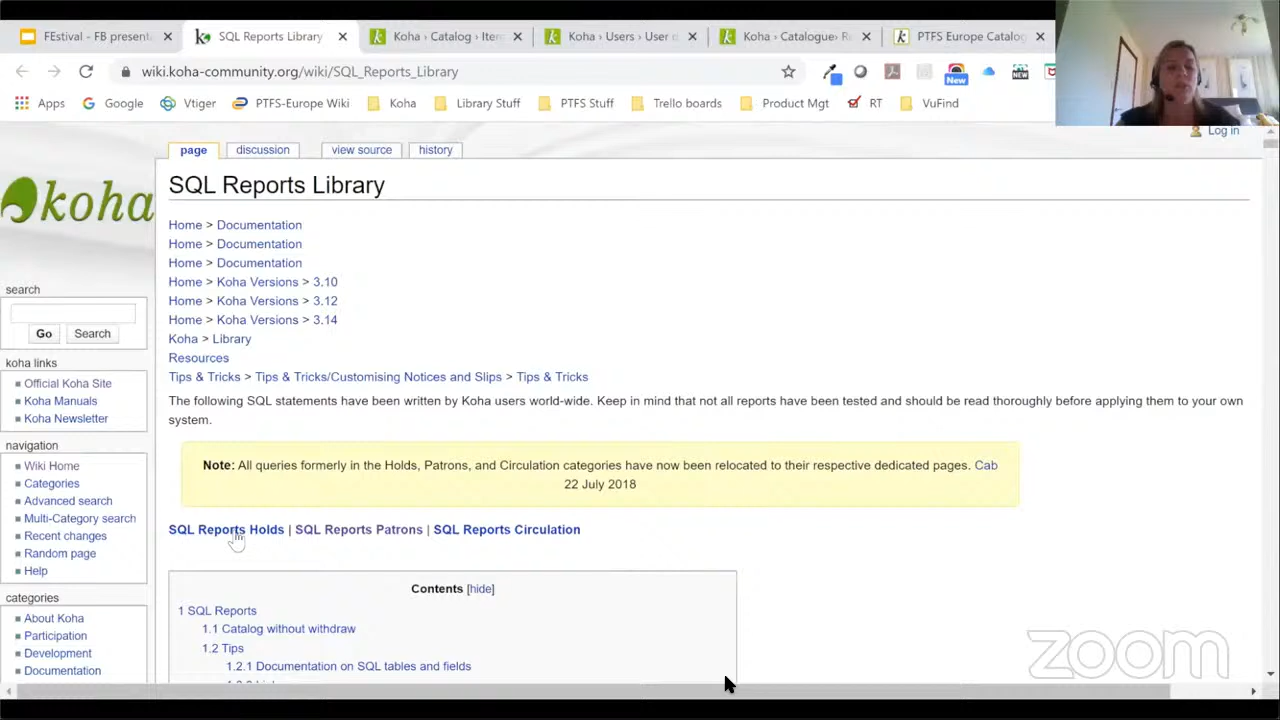 FEstival - FB present
SQL Reports Library
Koha › Catalog › Item
Koha › Users › User m
Koha › Catalogue› R
PTFS Europe Catalog
wiki.koha-community.org/wiki/SQL_Reports_Library
New
NEW
Apps
Google
Vtiger
PTFS-Europe Wiki
Koha
Library Stuff
PTFS Stuff
Trello boards
Product Mgt
RT
VuFind
Log in
page
discussion
view source
history
koha
SQL Reports Library
Home > Documentation
Home > Documentation
Home > Documentation
Home > Koha Versions > 3.10
Home > Koha Versions > 3.12
Home > Koha Versions > 3.14
Koha > Library
Resources
Tips & Tricks > Tips & Tricks/Customising Notices and Slips > Tips & Tricks
The following SQL statements have been written by Koha users world-wide. Keep in mind that not all reports have been tested and should be read thoroughly before applying them to your own
system.
Note: All queries formerly in the Holds, Patrons, and Circulation categories have now been relocated to their respective dedicated pages. Cab
22 July 2018
SQL Reports Holds | SQL Reports Patrons | SQL Reports Circulation
Contents [hide]
1 SQL Reports
1.1 Catalog without withdraw
1.2 Tips
1.2.1 Documentation on SQL tables and fields
search
Go
Search
koha links
Official Koha Site
Koha Manuals
Koha Newsletter
navigation
Wiki Home
Categories
Advanced search
Multi-Category search
Recent changes
Random page
Help
categories
About Koha
Participation
Development
Documentation
zoom